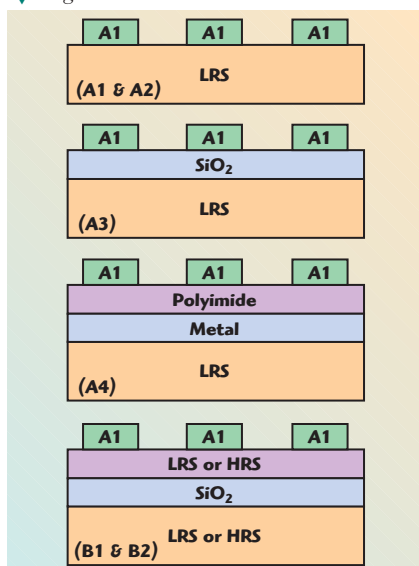 A1 A1 A1
LRS
(A1 & A2)
A1 A1 A1
SiO₂
LRS
(A3)
A1 A1 A1
Polyimide
Metal
LRS
(A4)
A1 A1 A1
LRS or HRS
SiO₂
LRS or HRS
(B1 & B2)